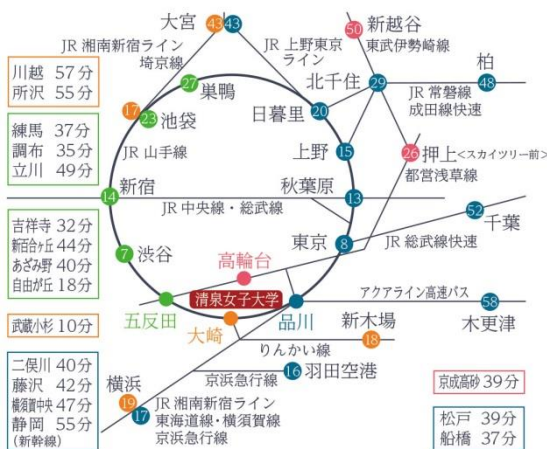 大宮 43 43
新越谷 50
東武伊勢崎線
JR 湘南新宿ライン
埼京線
JR 上野東京
ライン
北千住 29
柏 48
JR 常磐線
成田線快速
川越 57分
所沢 55分
27 巣鴨
日暮里 20
17
23 池袋
練馬 37分
調布 35分
立川 49分
JR 山手線
上野 15
26 押上<スカイツリー前>
都営浅草線
14 新宿
秋葉原 13
JR 中央線・総武線
52 千葉
吉祥寺 32分
新百合ヶ丘 44分
あざみ野 40分
自由が丘 18分
7 渋谷
東京 8
JR 総武線快速
高輪台
清泉女子大学
アクアライン高速バス
58 木更津
五反田
大崎
品川
武蔵小杉 10分
新木場 18
りんかい線
二俣川 40分
藤沢 42分
横須賀中央 47分
静岡 55分
(新幹線)
京浜急行線
16 羽田空港
横浜 19 17
JR 湘南新宿ライン
東海道線・横須賀線
京浜急行線
京成高砂 39分
松戸 39分
船橋 37分